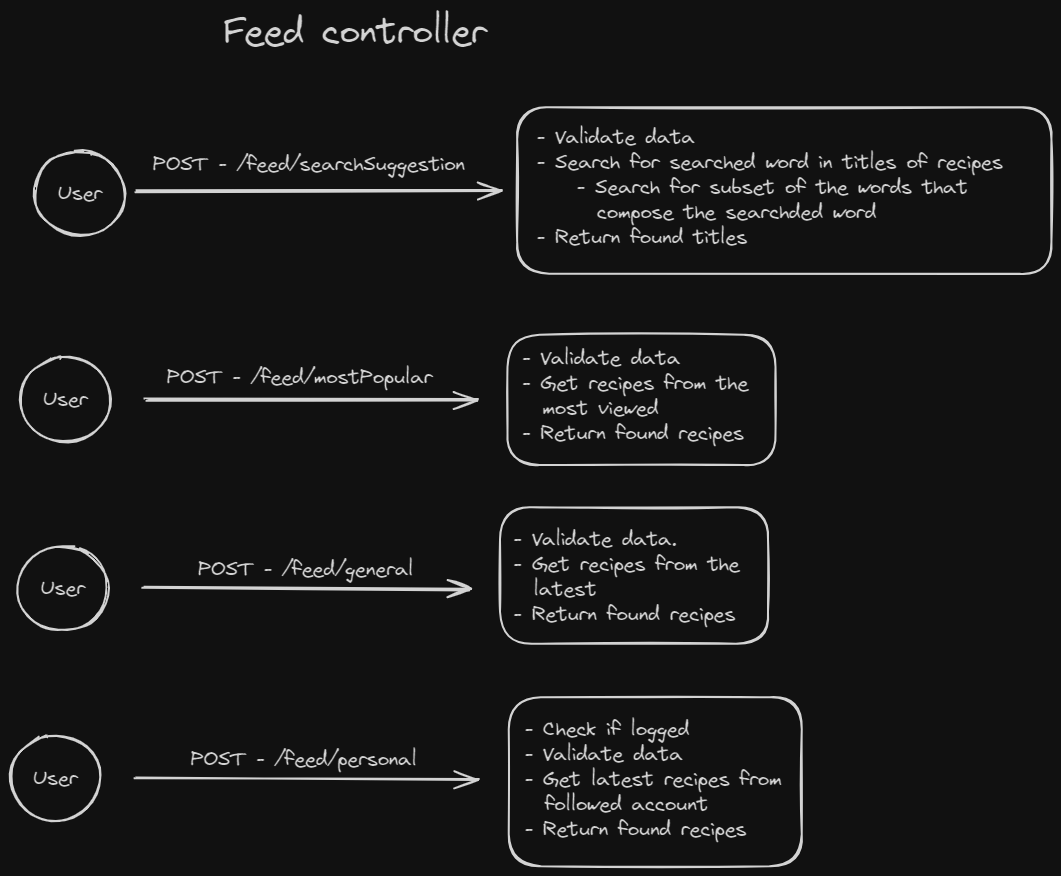 Feed controller
User
POST - /feed/searchSuggestion
- Validate data
- Search for searched word in titles of recipes
- Search for subset of the words that
compose the searchded word
- Return found titles
User
POST - /feed/mostPopular
- Validate data
- Get recipes from the
most viewed
- Return found recipes
User
POST - /feed/general
- Validate data.
- Get recipes from the
latest
- Return found recipes
User
POST - /feed/personal
- Check if logged
- Validate data
- Get latest recipes from
followed account
- Return found recipes